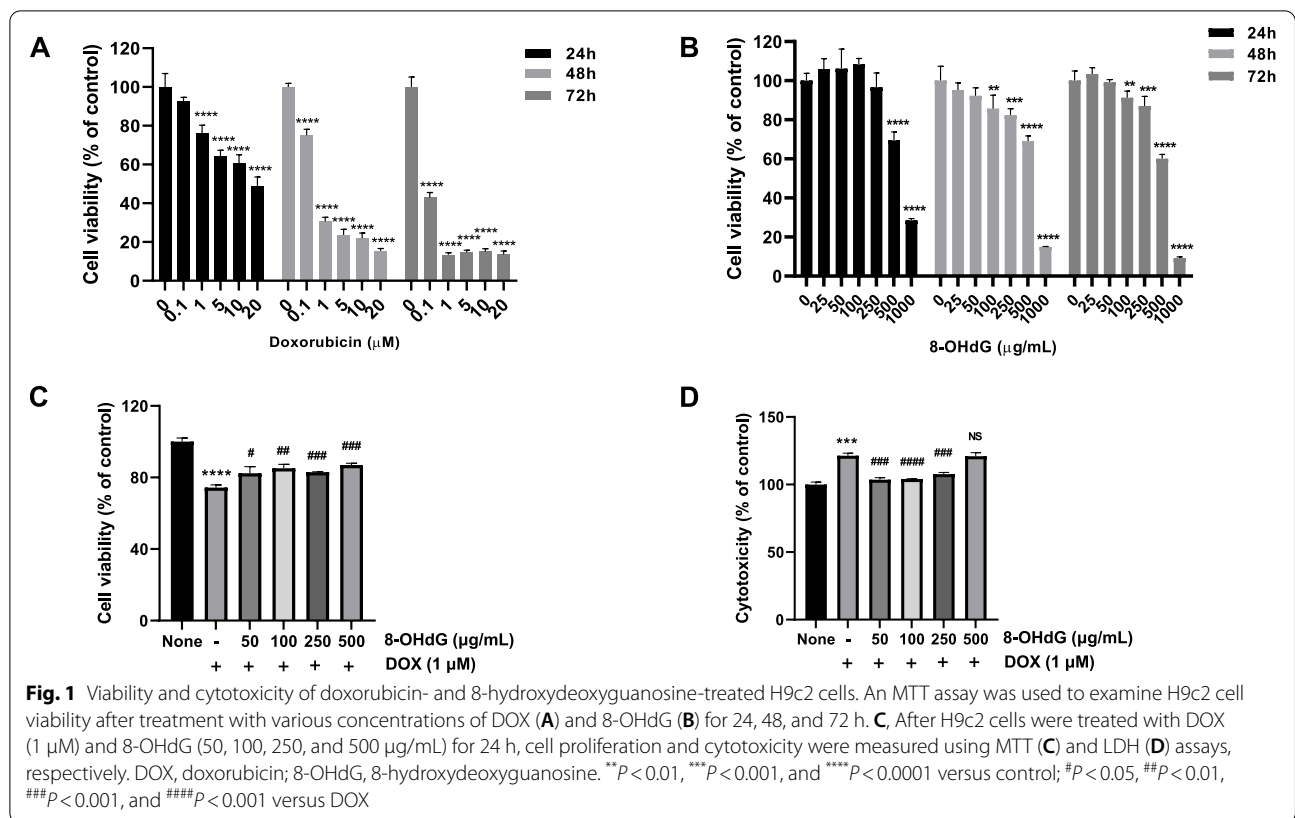 A
Cell viability (% of control)
120
100
80
60
40
20
0
**** **** **** ****
**** **** **** **** ****
**** **** **** **** ****
24h
48h
72h
0 0.1 1 5 10 20 0 0.1 1 5 10 20 0 0.1 1 5 10 20
Doxorubicin (μM)
B
Cell viability (% of control)
120
100
80
60
40
20
0
**** ****
** *** **** ****
** *** **** ****
24h
48h
72h
0 25 50 100 250 500 1000 0 25 50 100 250 500 1000 0 25 50 100 250 500 1000
8-OHdG (μg/mL)
C
Cell viability (% of control)
120
80
40
0
**** # ## ### ###
None - 50 100 250 500 8-OHdG (μg/mL)
+ + + + + DOX (1 μM)
D
Cytotoxicity (% of control)
150
100
50
0
*** ### #### ### NS
None - 50 100 250 500 8-OHdG (μg/mL)
+ + + + + DOX (1 μM)
Fig. 1 Viability and cytotoxicity of doxorubicin- and 8-hydroxydeoxyguanosine-treated H9c2 cells. An MTT assay was used to examine H9c2 cell
viability after treatment with various concentrations of DOX (A) and 8-OHdG (B) for 24, 48, and 72 h. C, After H9c2 cells were treated with DOX
(1 μM) and 8-OHdG (50, 100, 250, and 500 μg/mL) for 24 h, cell proliferation and cytotoxicity were measured using MTT (C) and LDH (D) assays,
respectively. DOX, doxorubicin; 8-OHdG, 8-hydroxydeoxyguanosine. **P < 0.01, ***P < 0.001, and ****P < 0.0001 versus control; #P < 0.05, ##P < 0.01,
###P < 0.001, and ####P < 0.001 versus DOX